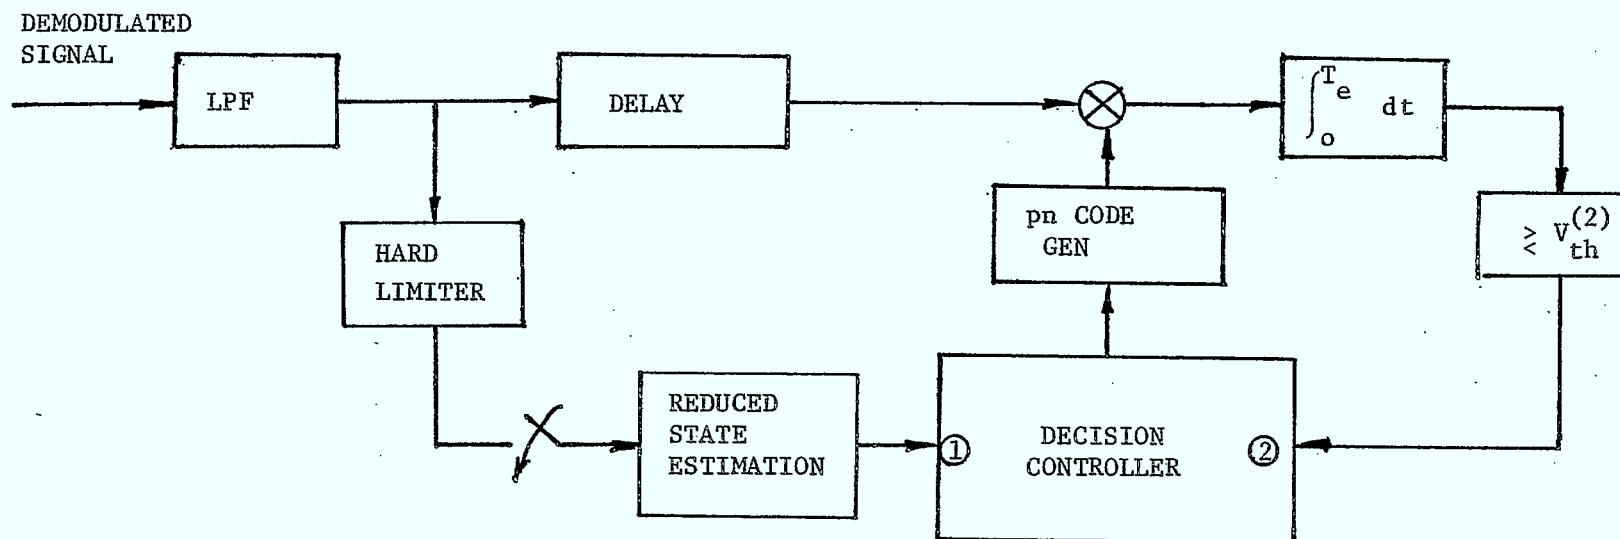 DEMODULATED
SIGNAL
LPF
DELAY
∫₀^Tₑ dt
pn CODE
GEN
≷ V_th^(2)
HARD
LIMITER
REDUCED
STATE
ESTIMATION
①
DECISION
CONTROLLER
②